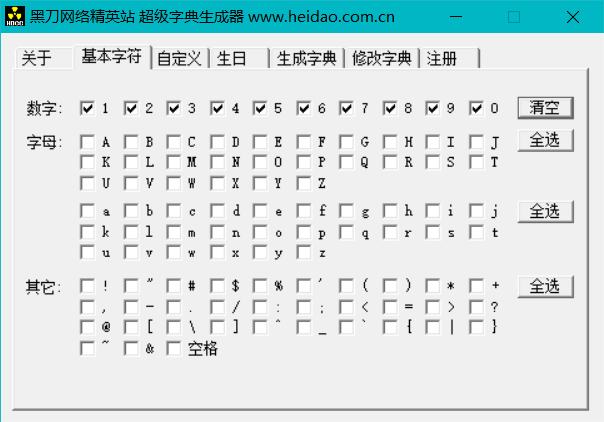 黑刀网络精英站 超级字典生成器 www.heidao.com.cn
关于 基本字符 自定义 生日 生成字典 修改字典 注册
数字: 1 2 3 4 5 6 7 8 9 0 清空
字母: A B C D E F G H I J 全选
K L M N O P Q R S T
U V W X Y Z
a b c d e f g h i j 全选
k l m n o p q r s t
u v w x y z
其它: ! " # $ % ' ( ) * + 全选
, - . / : ; < = > ?
@ [ \ ] ^ _ ` { | }
~ & 空格